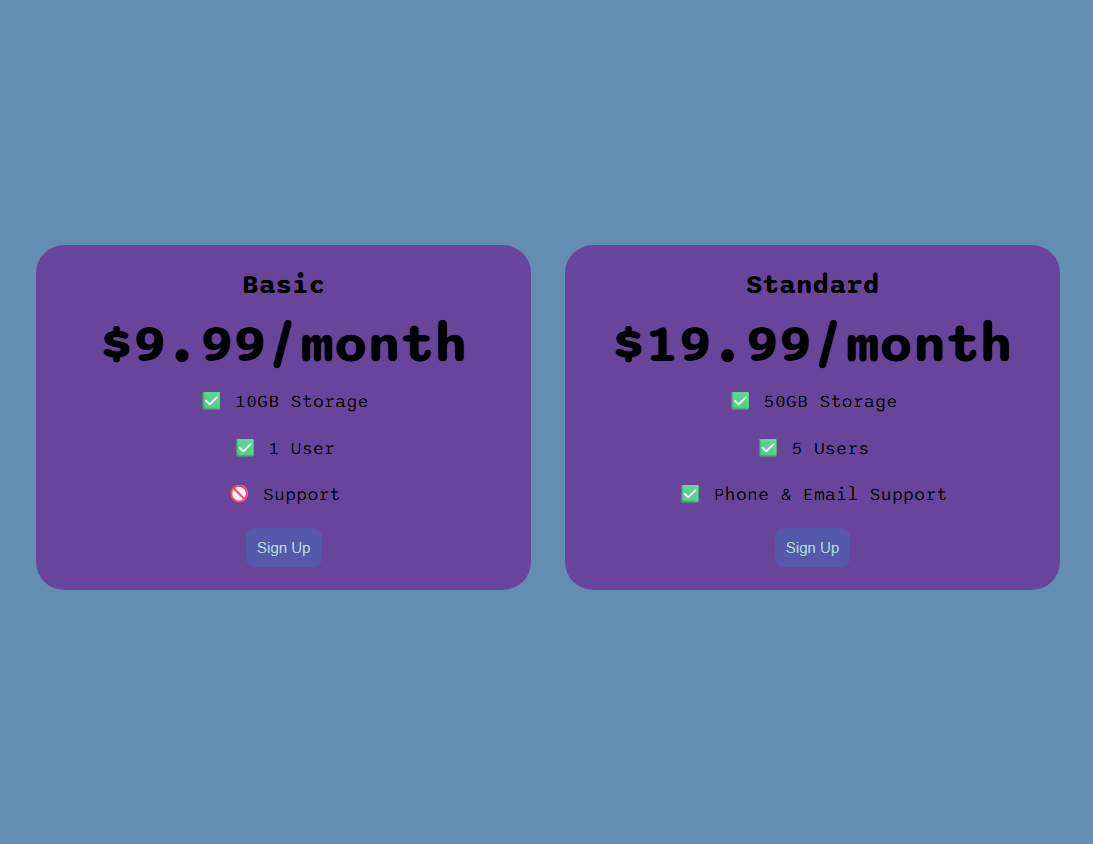 Basic
$9.99/month
✅ 10GB Storage
✅ 1 User
🚫 Support
Sign Up
Standard
$19.99/month
✅ 50GB Storage
✅ 5 Users
✅ Phone & Email Support
Sign Up